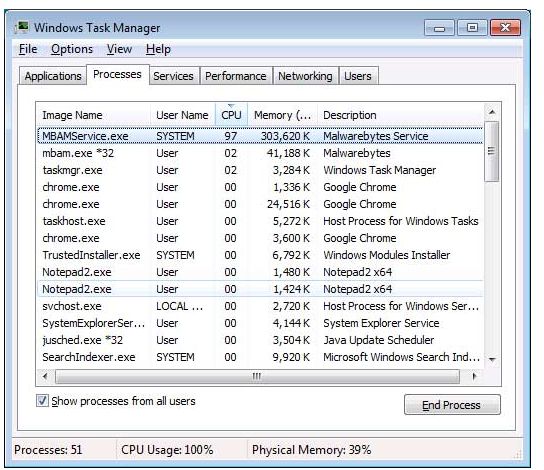 Windows Task Manager
File Options View Help
Applications Processes Services Performance Networking Users
Image Name User Name CPU Memory (... Description
MBAMService.exe SYSTEM 97 303,620 K Malwarebytes Service
mbam.exe *32 User 02 41,188 K Malwarebytes
taskmgr.exe User 02 3,284 K Windows Task Manager
chrome.exe User 00 1,336 K Google Chrome
chrome.exe User 00 24,516 K Google Chrome
taskhost.exe User 00 5,272 K Host Process for Windows Tasks
chrome.exe User 00 3,600 K Google Chrome
TrustedInstaller.exe SYSTEM 00 6,792 K Windows Modules Installer
Notepad2.exe User 00 1,480 K Notepad2 x64
Notepad2.exe User 00 1,424 K Notepad2 x64
svchost.exe LOCAL ... 00 2,720 K Host Process for Windows Ser...
SystemExplorerSer... User 00 4,144 K System Explorer Service
jusched.exe *32 User 00 3,504 K Java Update Scheduler
SearchIndexer.exe SYSTEM 00 9,920 K Microsoft Windows Search Ind...
Show processes from all users
End Process
Processes: 51 CPU Usage: 100% Physical Memory: 39%